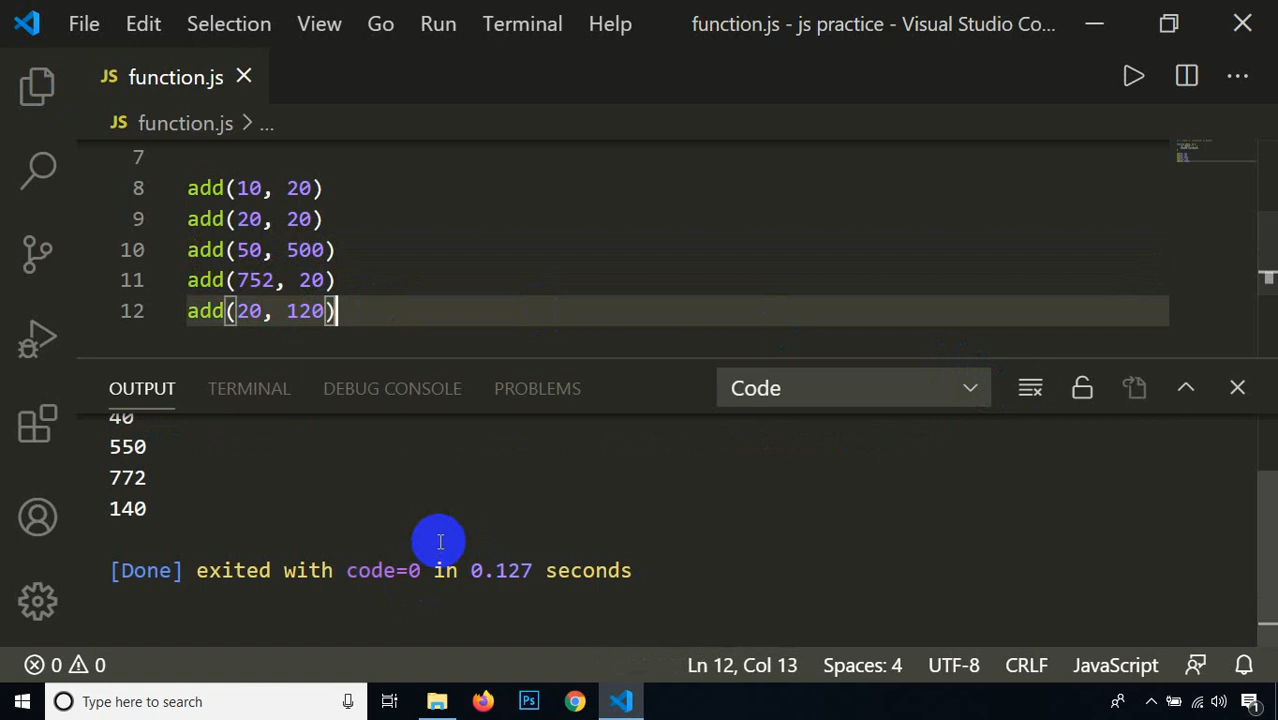 File Edit Selection View Go Run Terminal Help function.js - js practice - Visual Studio Co...
JS function.js
JS function.js > ...
7
8 add(10, 20)
9 add(20, 20)
10 add(50, 500)
11 add(752, 20)
12 add(20, 120)
OUTPUT TERMINAL DEBUG CONSOLE PROBLEMS Code
40
550
772
140
[Done] exited with code=0 in 0.127 seconds
0 0 Ln 12, Col 13 Spaces: 4 UTF-8 CRLF JavaScript
Type here to search Ps 1